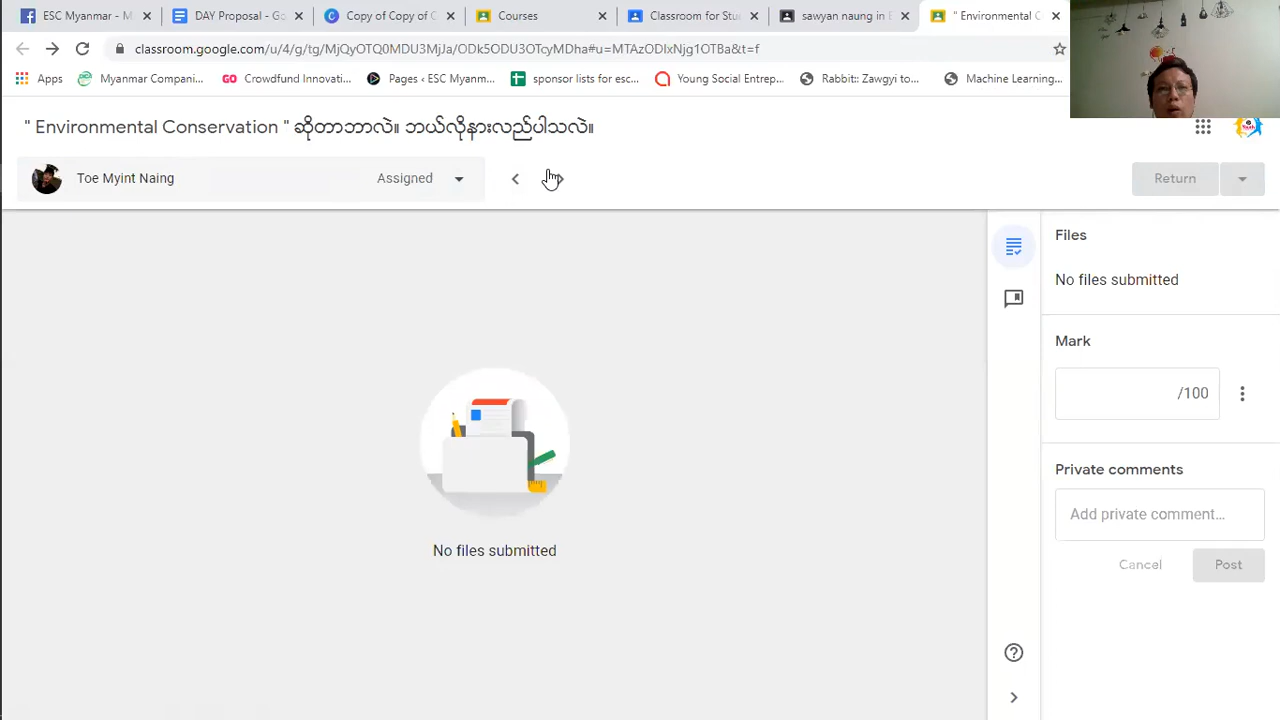 ESC Myanmar - M
DAY Proposal - Go
Copy of Copy of C
Courses
Classroom for Stu
sawyan naung in E
" Environmental C
classroom.google.com/u/4/g/tg/MjQyOTQ0MDU3MjJa/ODk5ODU3OTcyMDha#u=MTAzODIxNjg1OTBa&t=f
Apps
Myanmar Compani...
GO Crowdfund Innovati...
Pages ‹ ESC Myanm...
sponsor lists for esc...
Young Social Entrep...
Rabbit:: Zawgyi to...
Machine Learning...
" Environmental Conservation " ဆိုတာဘာလဲ။ ဘယ်လိုနားလည်ပါသလဲ။
Toe Myint Naing
Assigned
Return
Files
No files submitted
Mark
/100
Private comments
Add private comment...
Cancel
Post
No files submitted